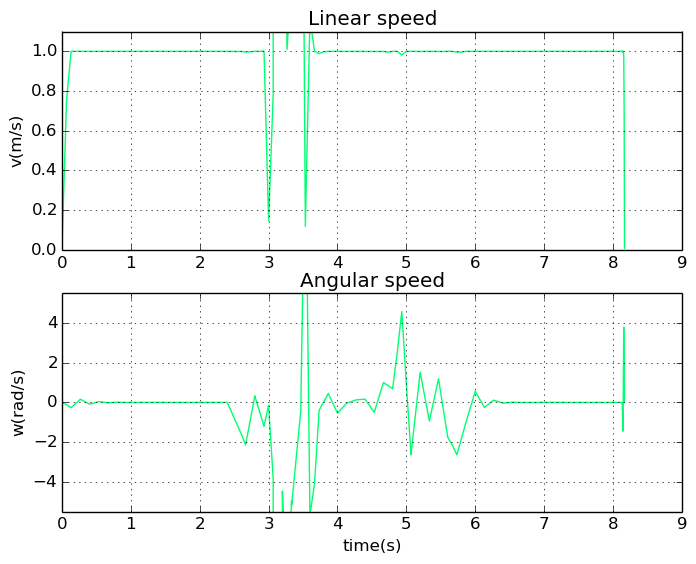 Linear speed
1.0
0.8
0.6
0.4
0.2
0.0
v(m/s)
0 1 2 3 4 5 6 7 8 9
Angular speed
4
2
0
−2
−4
w(rad/s)
0 1 2 3 4 5 6 7 8 9
time(s)